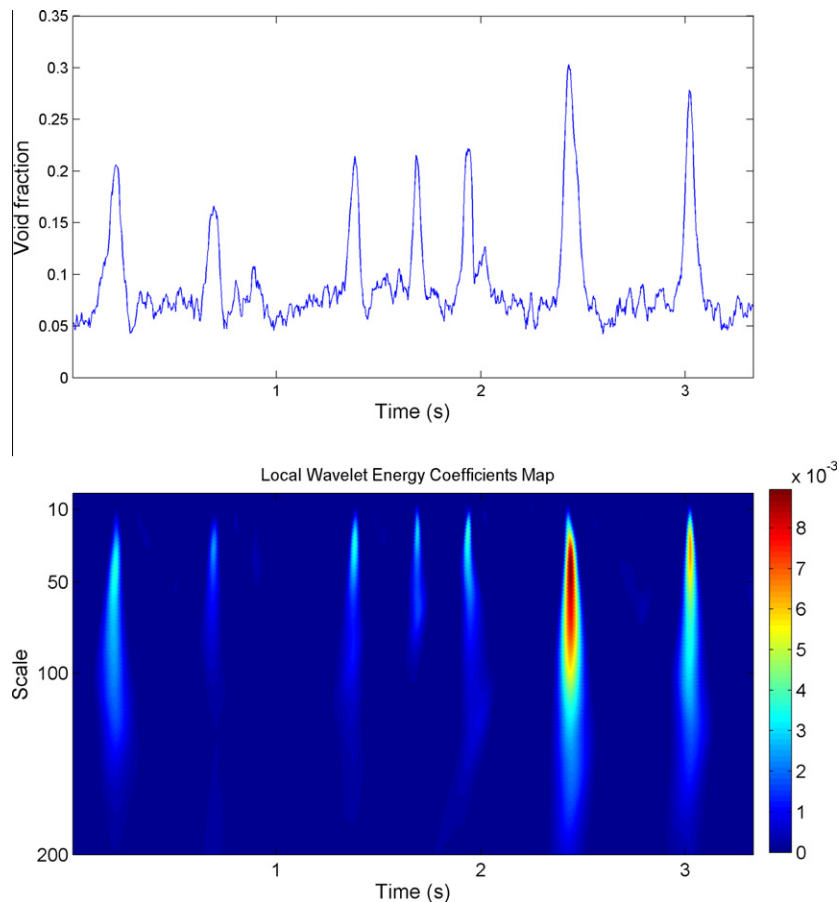 0.35
0.3
0.25
0.2
0.15
0.1
0.05
0
Void fraction
1 2 3
Time (s)
Local Wavelet Energy Coefficients Map
x 10⁻³
10
50
100
200
Scale
1 2 3
Time (s)
8
7
6
5
4
3
2
1
0